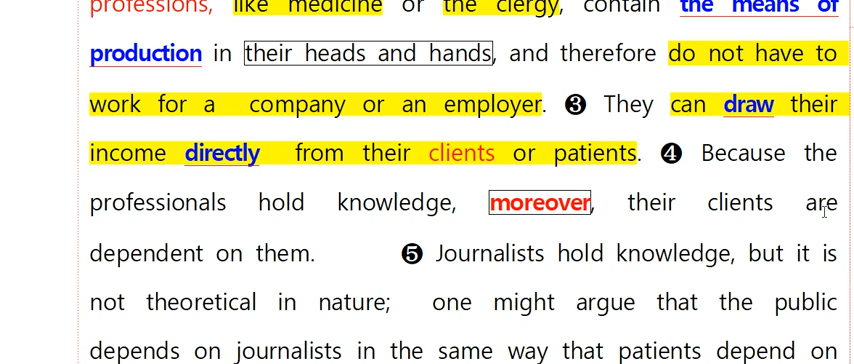 professions, like medicine or the clergy, contain the means of
production in their heads and hands, and therefore do not have to
work for a company or an employer. ❸ They can draw their
income directly from their clients or patients. ❹ Because the
professionals hold knowledge, moreover, their clients are
dependent on them. ❺ Journalists hold knowledge, but it is
not theoretical in nature; one might argue that the public
depends on journalists in the same way that patients depend on